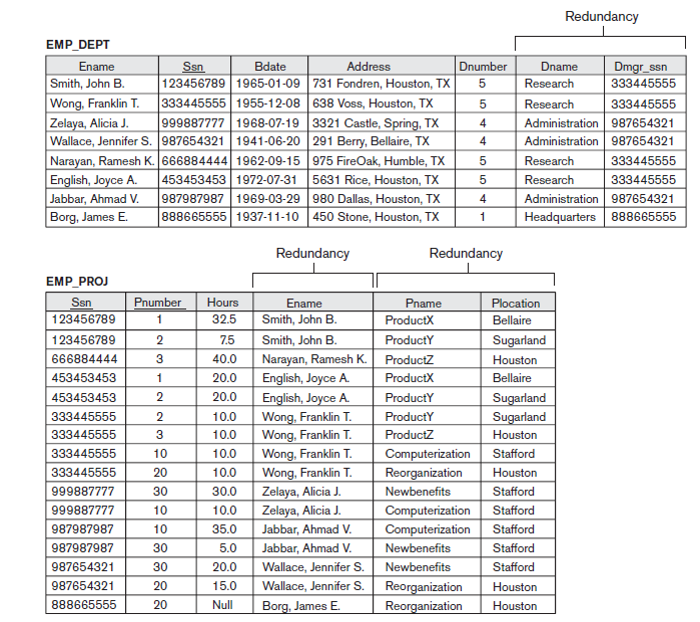 Redundancy
EMP_DEPT
Ename Ssn Bdate Address Dnumber Dname Dmgr_ssn
Smith, John B. 123456789 1965-01-09 731 Fondren, Houston, TX 5 Research 333445555
Wong, Franklin T. 333445555 1955-12-08 638 Voss, Houston, TX 5 Research 333445555
Zelaya, Alicia J. 999887777 1968-07-19 3321 Castle, Spring, TX 4 Administration 987654321
Wallace, Jennifer S. 987654321 1941-06-20 291 Berry, Bellaire, TX 4 Administration 987654321
Narayan, Ramesh K. 666884444 1962-09-15 975 FireOak, Humble, TX 5 Research 333445555
English, Joyce A. 453453453 1972-07-31 5631 Rice, Houston, TX 5 Research 333445555
Jabbar, Ahmad V. 987987987 1969-03-29 980 Dallas, Houston, TX 4 Administration 987654321
Borg, James E. 888665555 1937-11-10 450 Stone, Houston, TX 1 Headquarters 888665555
Redundancy Redundancy
EMP_PROJ
Ssn Pnumber Hours Ename Pname Plocation
123456789 1 32.5 Smith, John B. ProductX Bellaire
123456789 2 7.5 Smith, John B. ProductY Sugarland
666884444 3 40.0 Narayan, Ramesh K. ProductZ Houston
453453453 1 20.0 English, Joyce A. ProductX Bellaire
453453453 2 20.0 English, Joyce A. ProductY Sugarland
333445555 2 10.0 Wong, Franklin T. ProductY Sugarland
333445555 3 10.0 Wong, Franklin T. ProductZ Houston
333445555 10 10.0 Wong, Franklin T. Computerization Stafford
333445555 20 10.0 Wong, Franklin T. Reorganization Houston
999887777 30 30.0 Zelaya, Alicia J. Newbenefits Stafford
999887777 10 10.0 Zelaya, Alicia J. Computerization Stafford
987987987 10 35.0 Jabbar, Ahmad V. Computerization Stafford
987987987 30 5.0 Jabbar, Ahmad V. Newbenefits Stafford
987654321 30 20.0 Wallace, Jennifer S. Newbenefits Stafford
987654321 20 15.0 Wallace, Jennifer S. Reorganization Houston
888665555 20 Null Borg, James E. Reorganization Houston